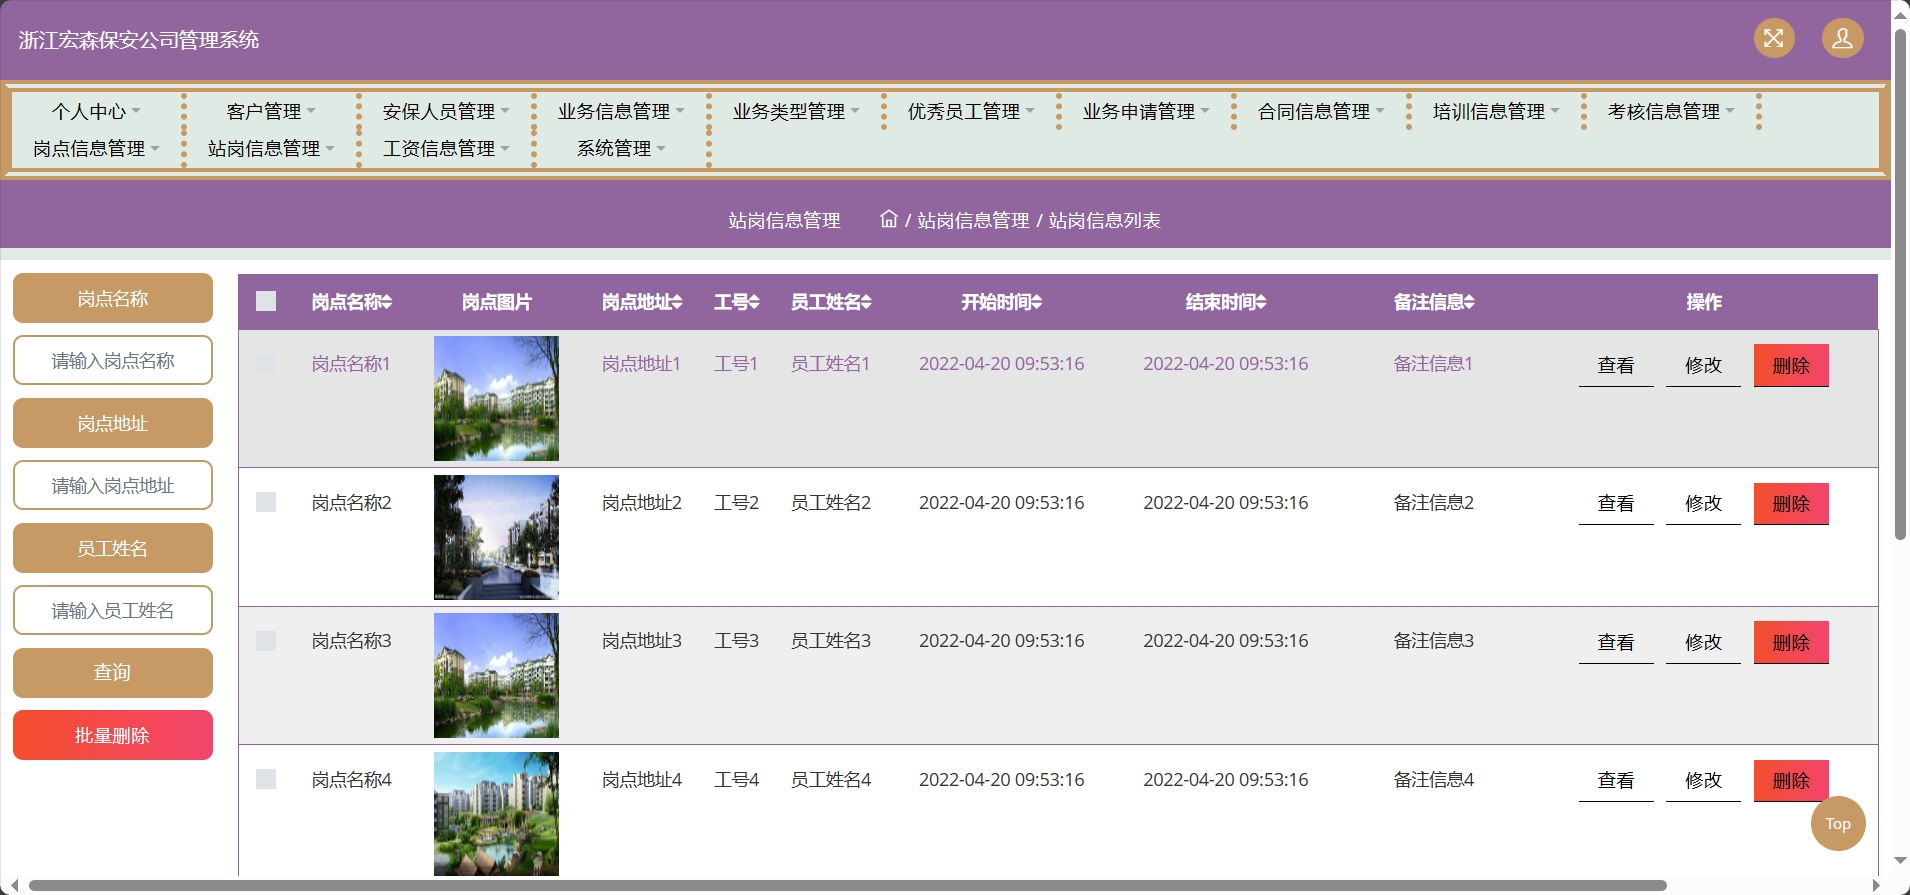 浙江宏森保安公司管理系统
个人中心 客户管理 安保人员管理 业务信息管理 业务类型管理 优秀员工管理 业务申请管理 合同信息管理 培训信息管理 考核信息管理
岗点信息管理 站岗信息管理 工资信息管理 系统管理
站岗信息管理 / 站岗信息管理 / 站岗信息列表
岗点名称
请输入岗点名称
岗点地址
请输入岗点地址
员工姓名
请输入员工姓名
查询
批量删除
岗点名称 岗点图片 岗点地址 工号 员工姓名 开始时间 结束时间 备注信息 操作
岗点名称1 岗点地址1 工号1 员工姓名1 2022-04-20 09:53:16 2022-04-20 09:53:16 备注信息1 查看 修改 删除
岗点名称2 岗点地址2 工号2 员工姓名2 2022-04-20 09:53:16 2022-04-20 09:53:16 备注信息2 查看 修改 删除
岗点名称3 岗点地址3 工号3 员工姓名3 2022-04-20 09:53:16 2022-04-20 09:53:16 备注信息3 查看 修改 删除
岗点名称4 岗点地址4 工号4 员工姓名4 2022-04-20 09:53:16 2022-04-20 09:53:16 备注信息4 查看 修改 删除
Top